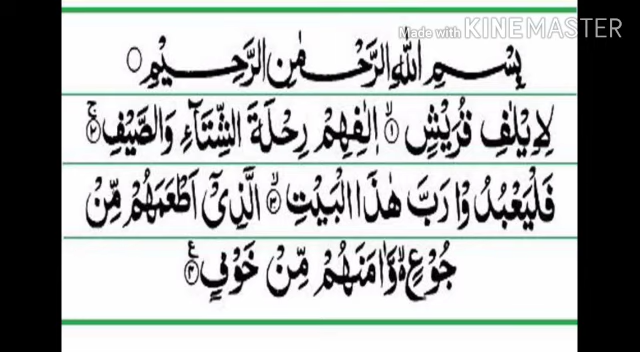 Made with KINEMASTER
بِسْمِ اللّٰهِ الرَّحْمٰنِ الرَّحِيْمِ ○
لِاِيْلٰفِ قُرَيْشٍ ۙ﴿۱﴾ اٖلٰفِهِمْ رِحْلَةَ الشِّتَآءِ وَالصَّيْفِ ۚ﴿۲﴾
فَلْيَعْبُدُوْا رَبَّ هٰذَا الْبَيْتِ ۙ﴿۳﴾ الَّذِيْٓ اَطْعَمَهُمْ مِّنْ
جُوْعٍ ۙ۬ وَّاٰمَنَهُمْ مِّنْ خَوْفٍ ؑ﴿۴﴾